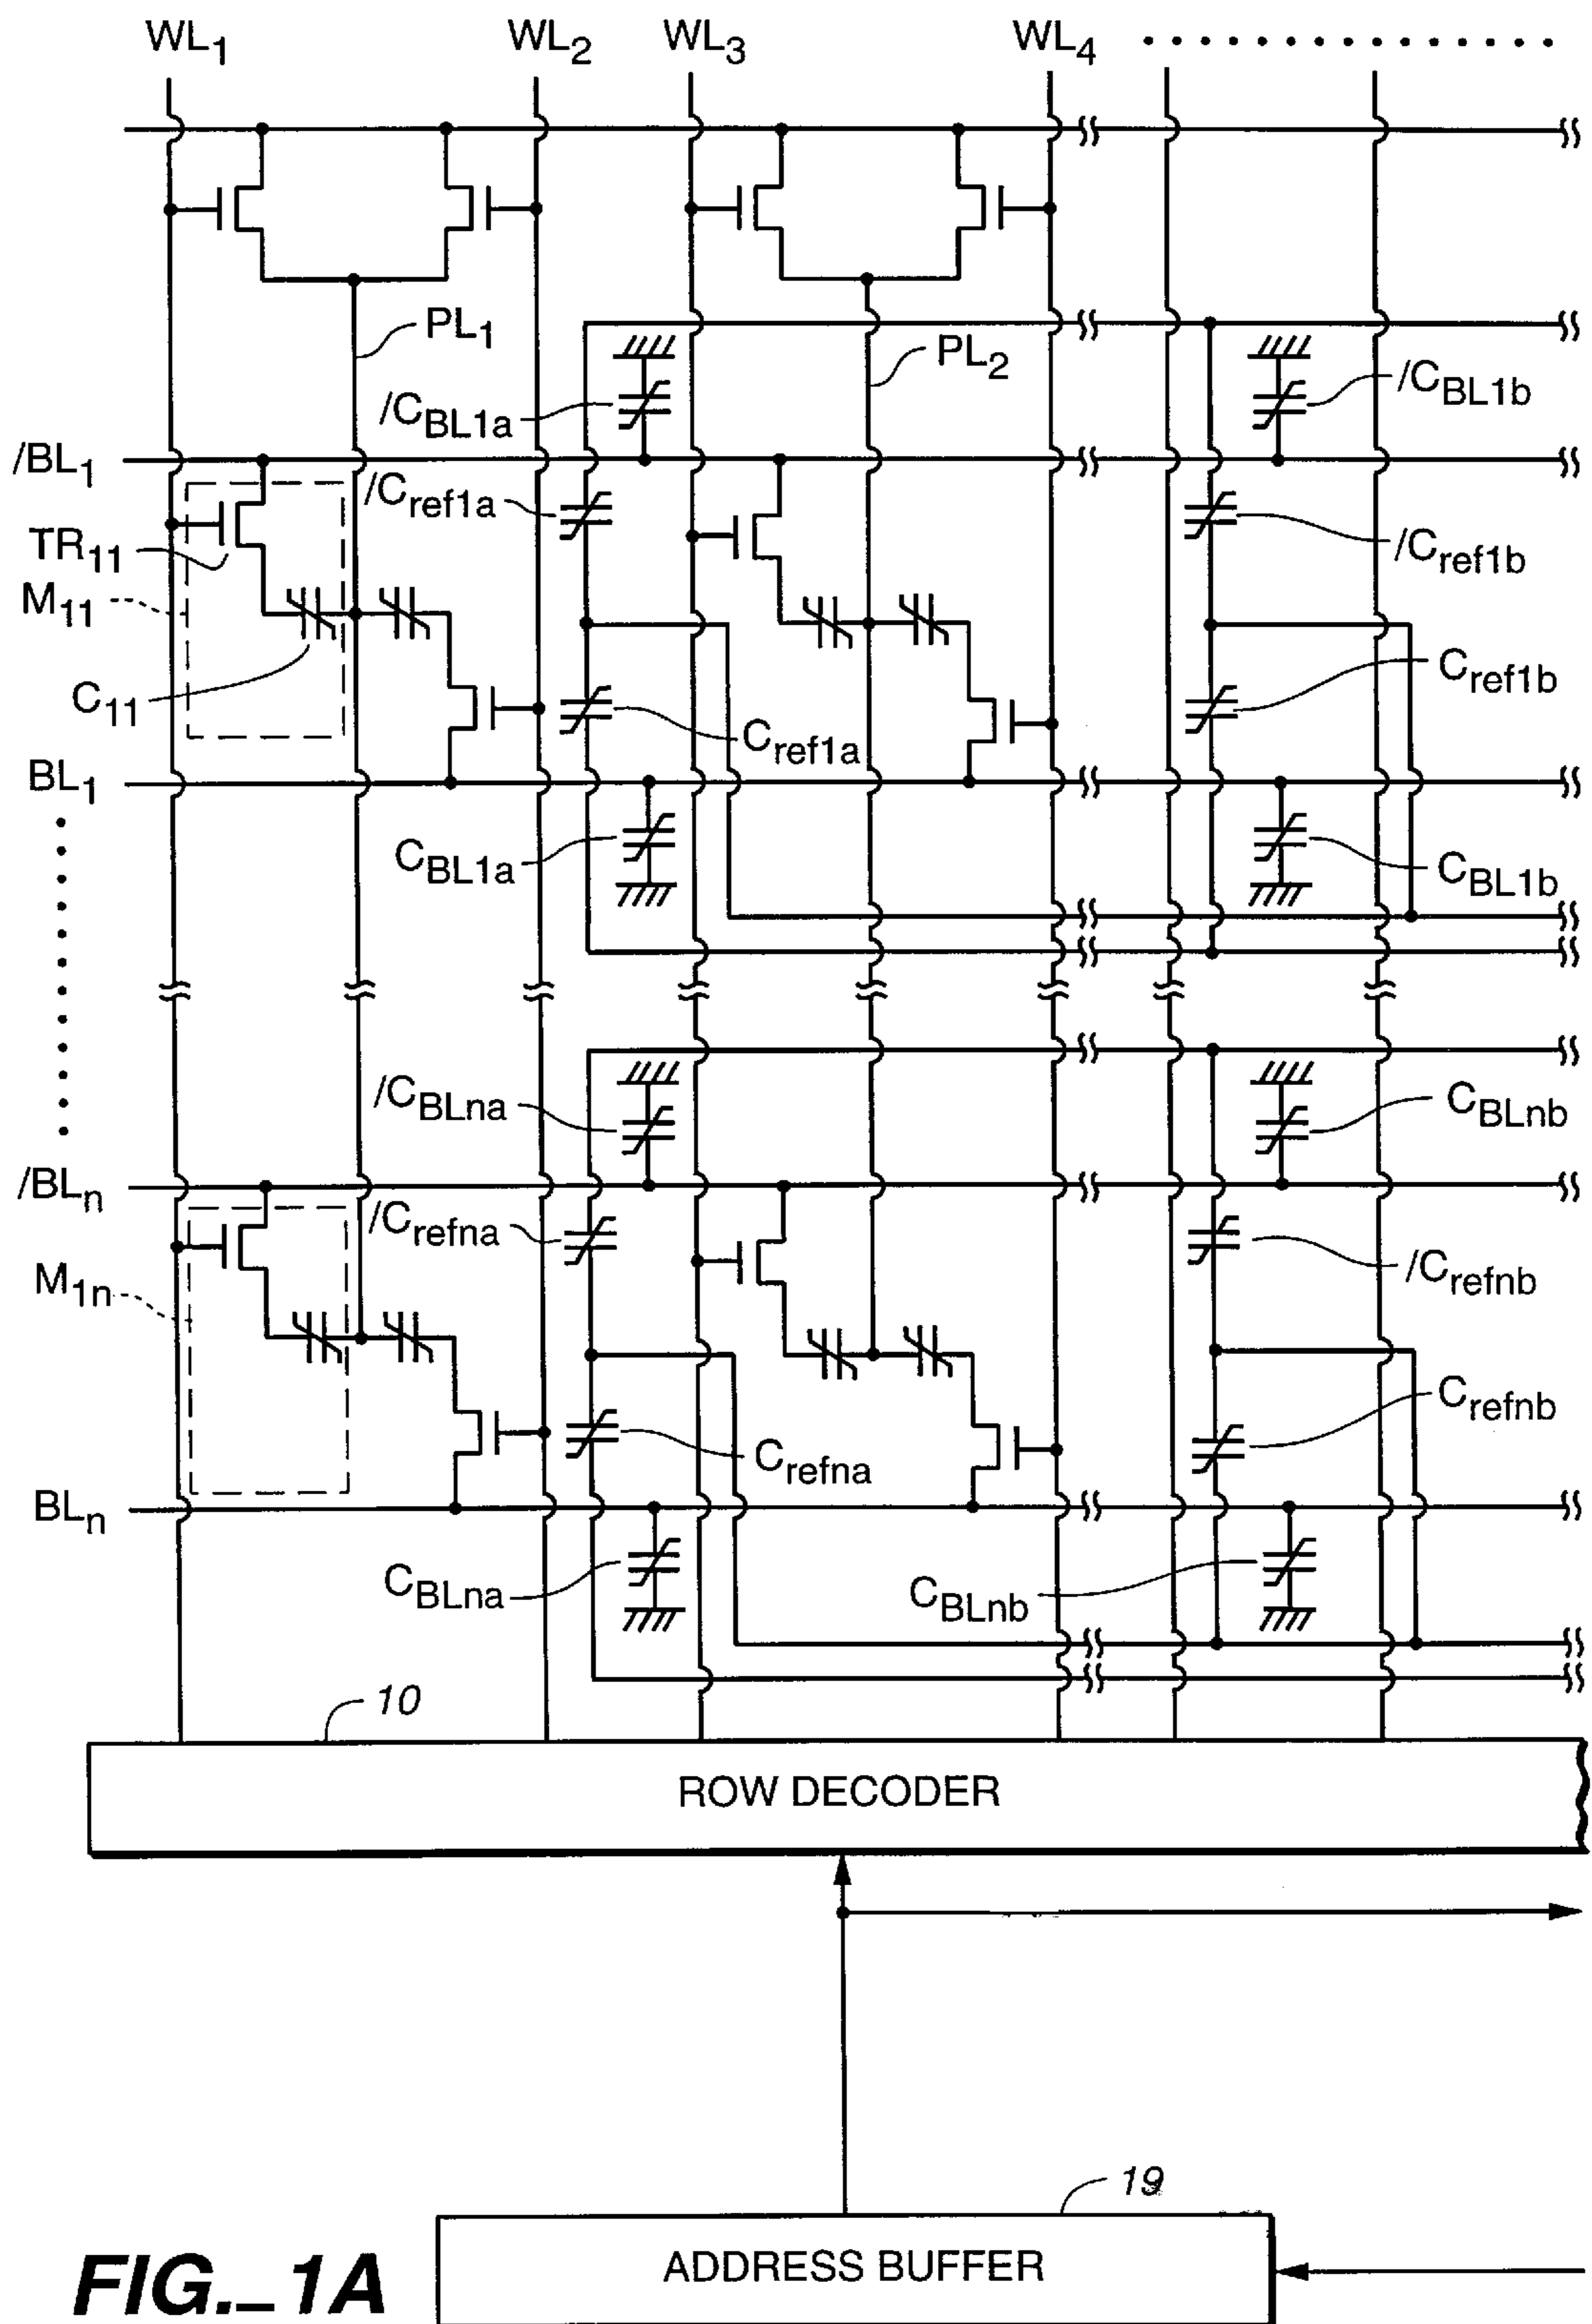 WL1 WL2 WL3 WL4 ................
PL1
PL2
/CBL1a
/CBL1b
/BL1
/Cref1a
/Cref1b
TR11
M11
C11
Cref1b
Cref1a
BL1
CBL1a
CBL1b
/CBLna
CBLnb
/BLn
/Crefna
/Crefnb
M1n
Crefnb
Crefna
BLn
CBLna
CBLnb
10
ROW DECODER
19
ADDRESS BUFFER
FIG._1A